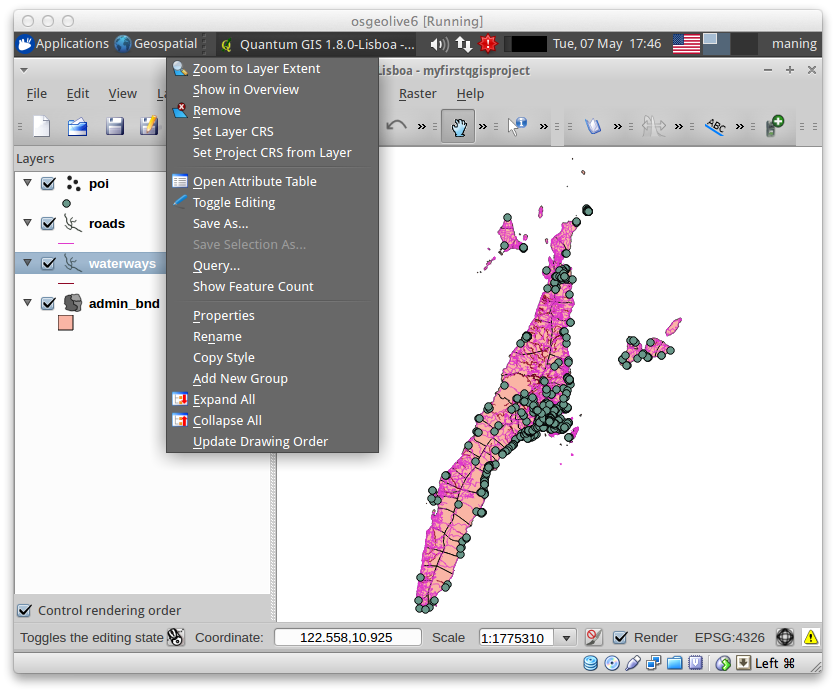 osgeolive6 [Running]
Applications Geospatial Quantum GIS 1.8.0-Lisboa -... Tue, 07 May 17:46 maning
Lisboa - myfirstqgisproject
File Edit View Raster Help
ABC
Layers
poi
roads
waterways
admin_bnd
Zoom to Layer Extent
Show in Overview
Remove
Set Layer CRS
Set Project CRS from Layer
Open Attribute Table
Toggle Editing
Save As...
Save Selection As...
Query...
Show Feature Count
Properties
Rename
Copy Style
Add New Group
Expand All
Collapse All
Update Drawing Order
Control rendering order
Toggles the editing state Coordinate: 122.558,10.925 Scale 1:1775310 Render EPSG:4326
Left ⌘